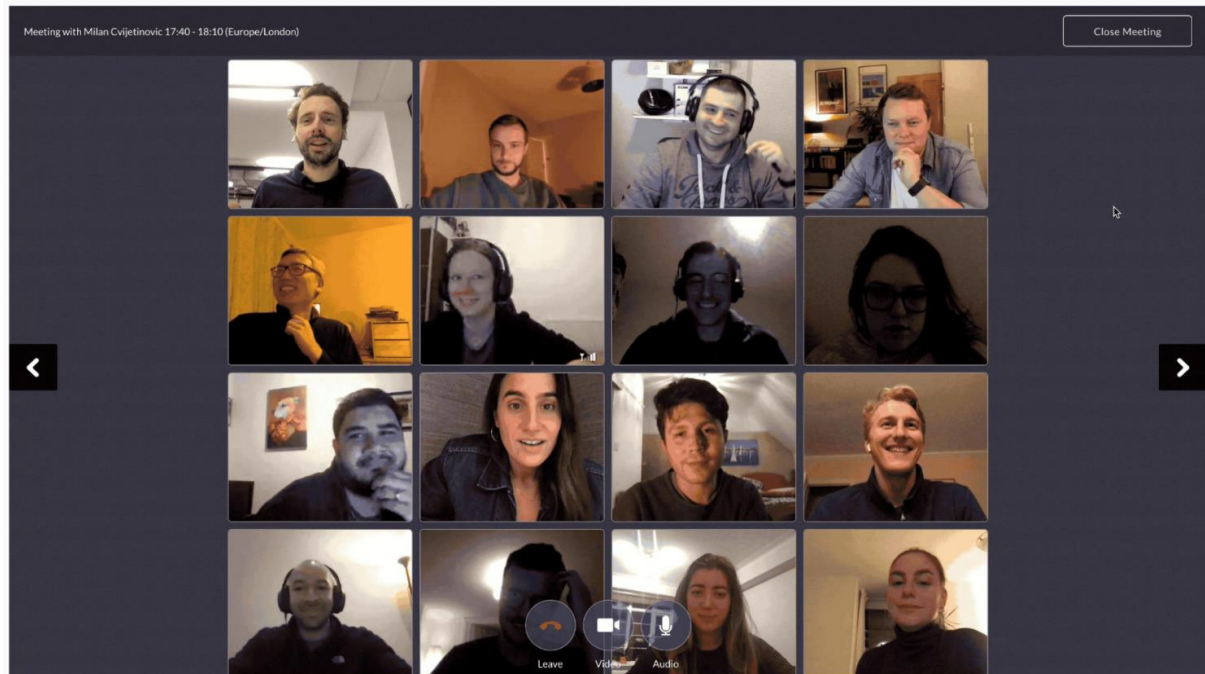 Meeting with Milan Cvijetinovic 17:40 - 18:10 (Europe/London)
Close Meeting
Leave
Video
Audio